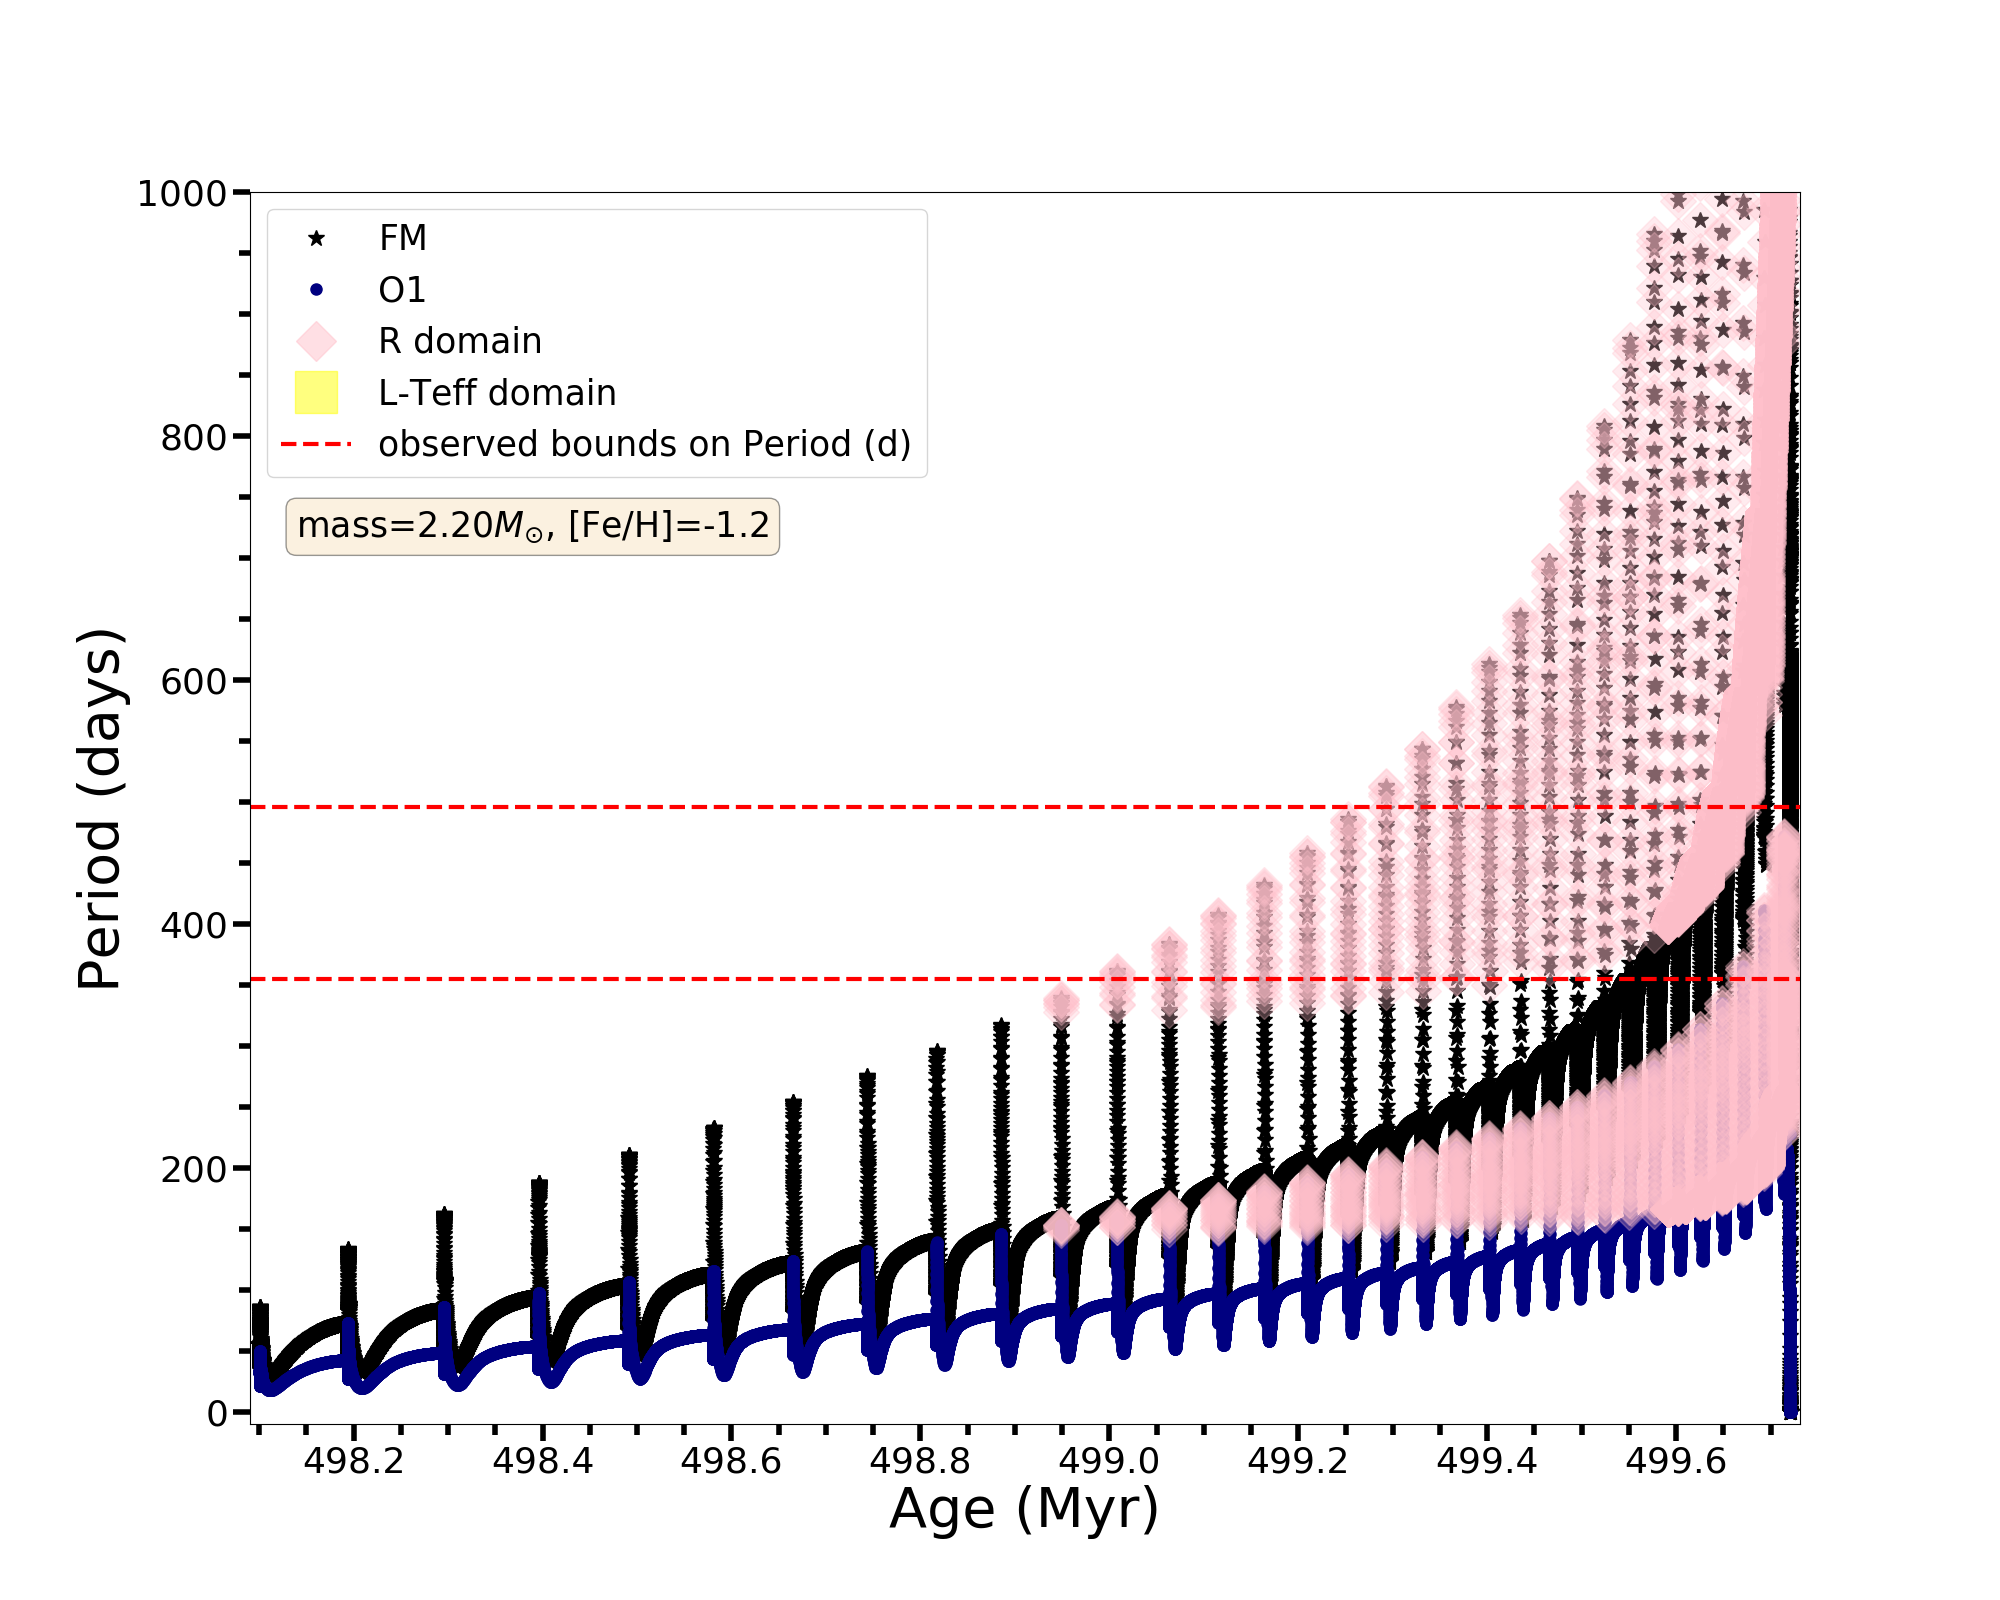 1000
800
600
400
200
0
Period (days)
FM
O1
R domain
L-Teff domain
observed bounds on Period (d)
mass=2.20M☉, [Fe/H]=-1.2
498.2 498.4 498.6 498.8 499.0 499.2 499.4 499.6
Age (Myr)